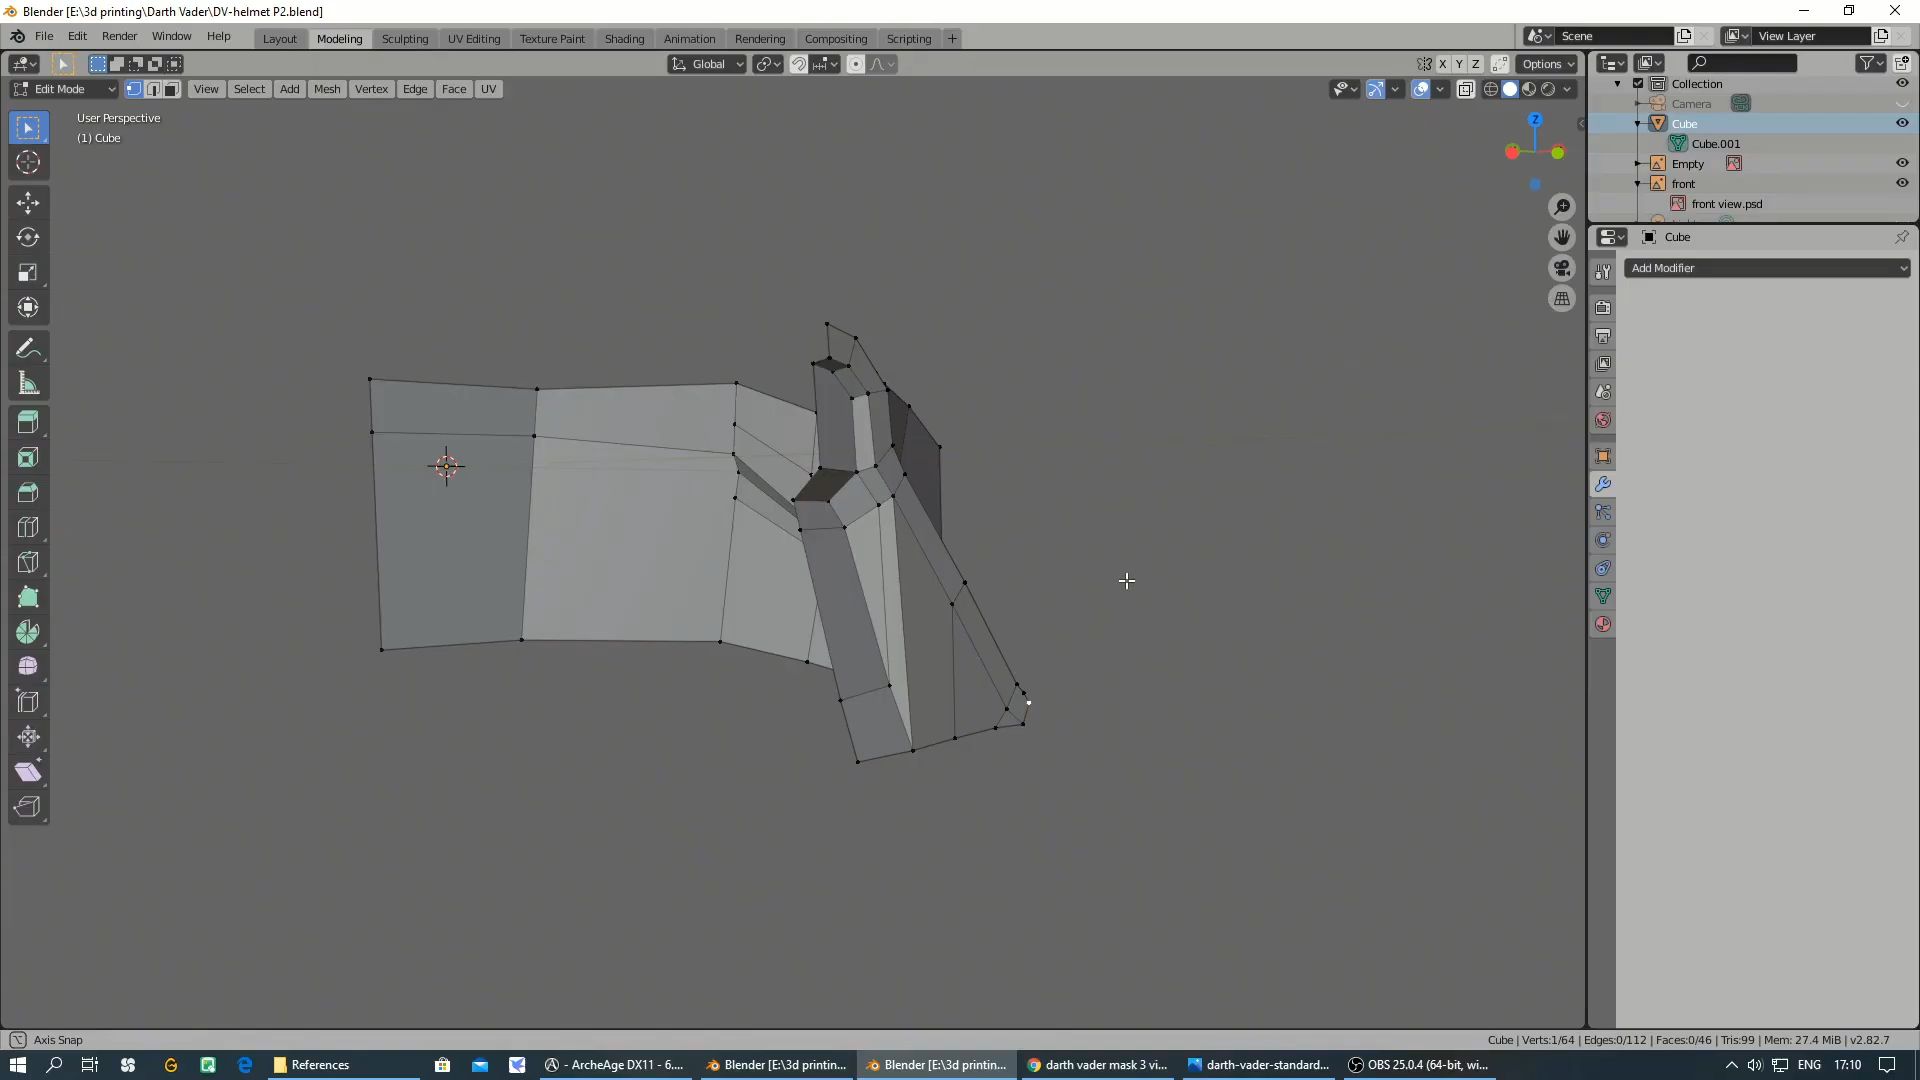 Blender [E:\3d printing\Darth Vader\DV-helmet P2.blend]
File Edit Render Window Help
Layout Modeling Sculpting UV Editing Texture Paint Shading Animation Rendering Compositing Scripting +
Scene
View Layer
Global
X Y Z
Options
Edit Mode
View Select Add Mesh Vertex Edge Face UV
User Perspective
(1) Cube
Z
Collection
Camera
Cube
Cube.001
Empty
front
front view.psd
Cube
Add Modifier
Axis Snap
Cube | Verts:1/64 | Edges:0/112 | Faces:0/46 | Tris:99 | Mem: 27.4 MiB | v2.82.7
References
- ArcheAge DX11 - 6....
Blender [E:\3d printin...
Blender [E:\3d printin...
darth vader mask 3 vi...
darth-vader-standard...
OBS 25.0.4 (64-bit, wi...
ENG
17:10